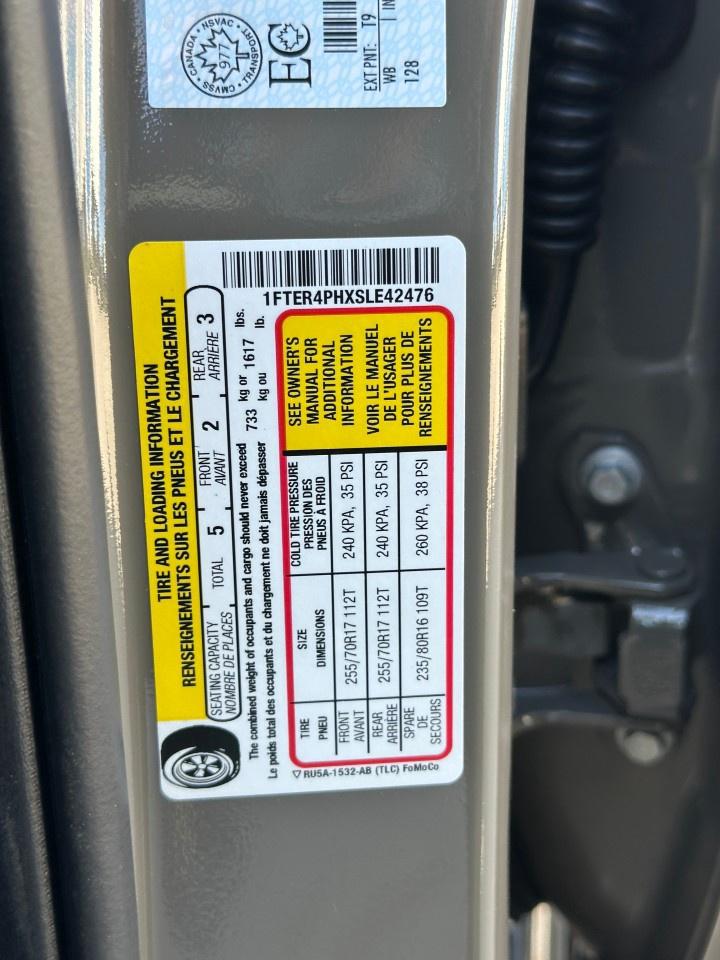 CMVSS · NSVAC · CANADA · TRANSPORT
977
EC
EXT PNT: T9
WB
128
TIRE AND LOADING INFORMATION
RENSEIGNEMENTS SUR LES PNEUS ET LE CHARGEMENT
SEATING CAPACITY TOTAL 5 FRONT 2 REAR 3
NOMBRE DE PLACES AVANT ARRIÈRE
The combined weight of occupants and cargo should never exceed 733 kg or 1617 lbs.
Le poids total des occupants et du chargement ne doit jamais dépasser kg ou lb.
1FTER4PHXSLE42476
TIRE SIZE COLD TIRE PRESSURE
PNEU DIMENSIONS PRESSION DES
PNEUS À FROID
FRONT 255/70R17 112T 240 KPA, 35 PSI
AVANT
REAR 255/70R17 112T 240 KPA, 35 PSI
ARRIÈRE
SPARE 235/80R16 109T 260 KPA, 38 PSI
DE
SECOURS
SEE OWNER'S
MANUAL FOR
ADDITIONAL
INFORMATION
VOIR LE MANUEL
DE L'USAGER
POUR PLUS DE
RENSEIGNEMENTS
RU5A-1532-AB (TLC) FoMoCo